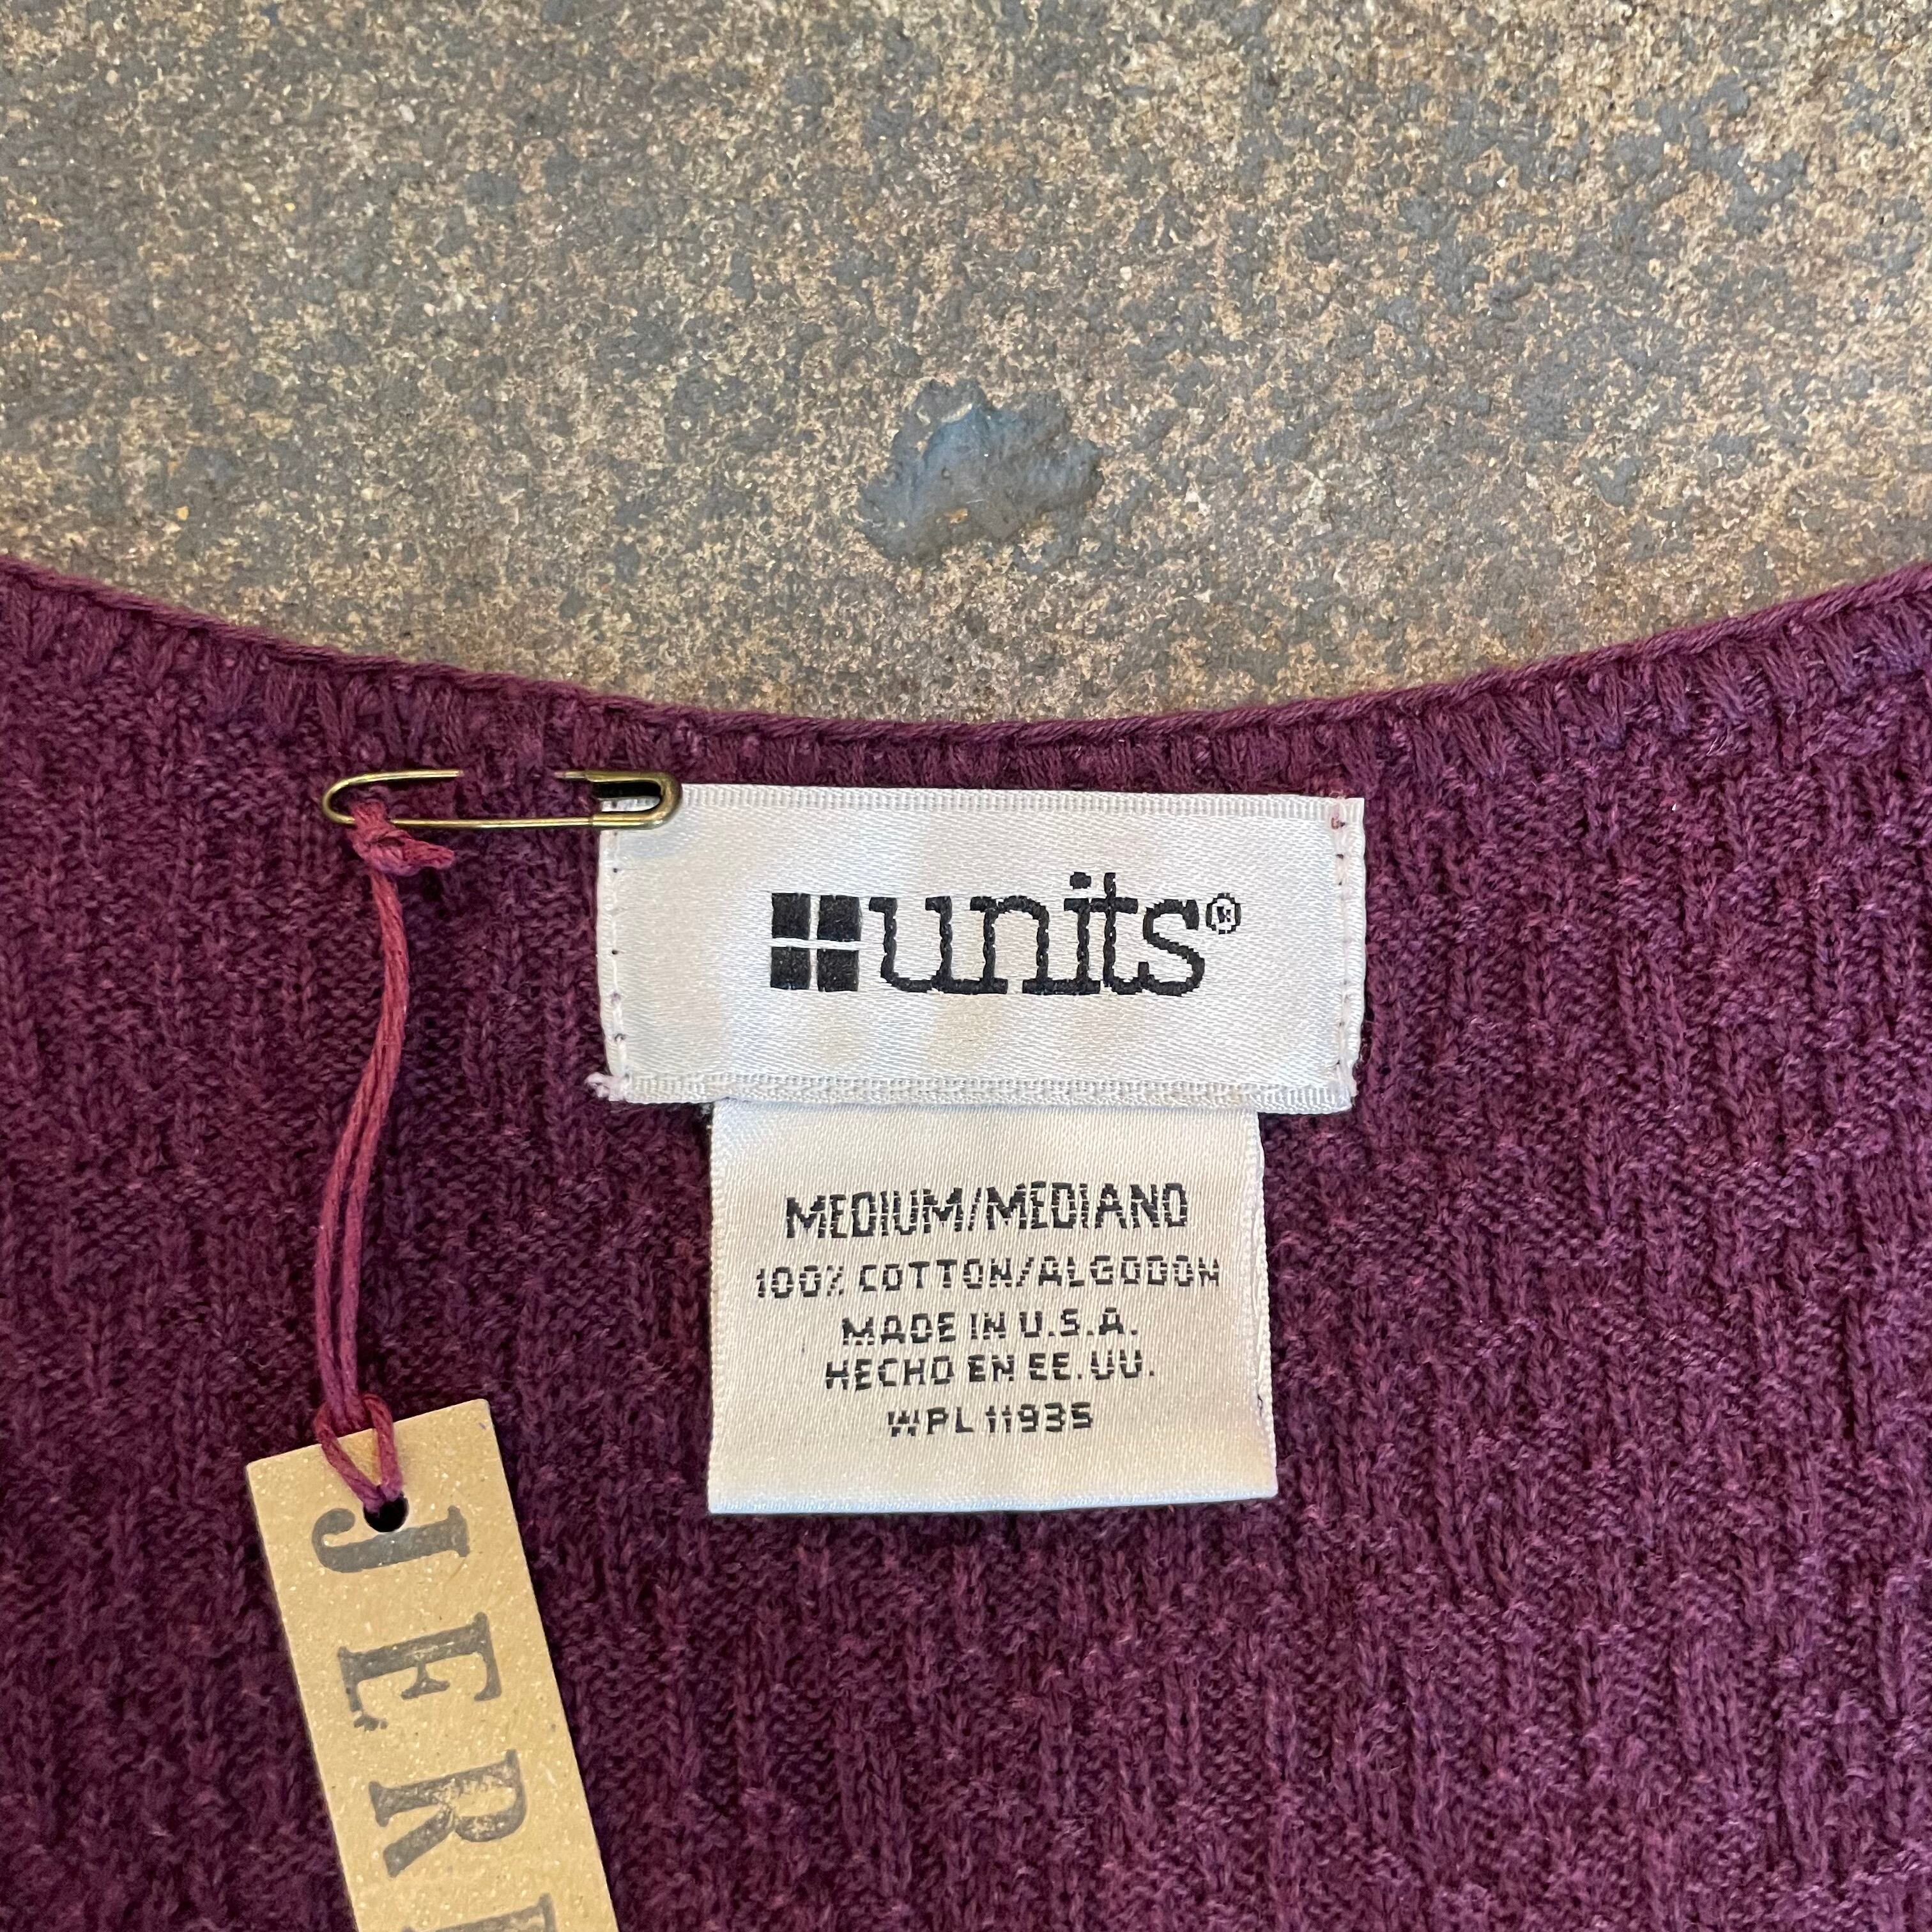 units®
MEDIUM/MEDIANO
100% COTTON/ALGODON
MADE IN U.S.A.
HECHO EN EE.UU.
WPL 11935
JER